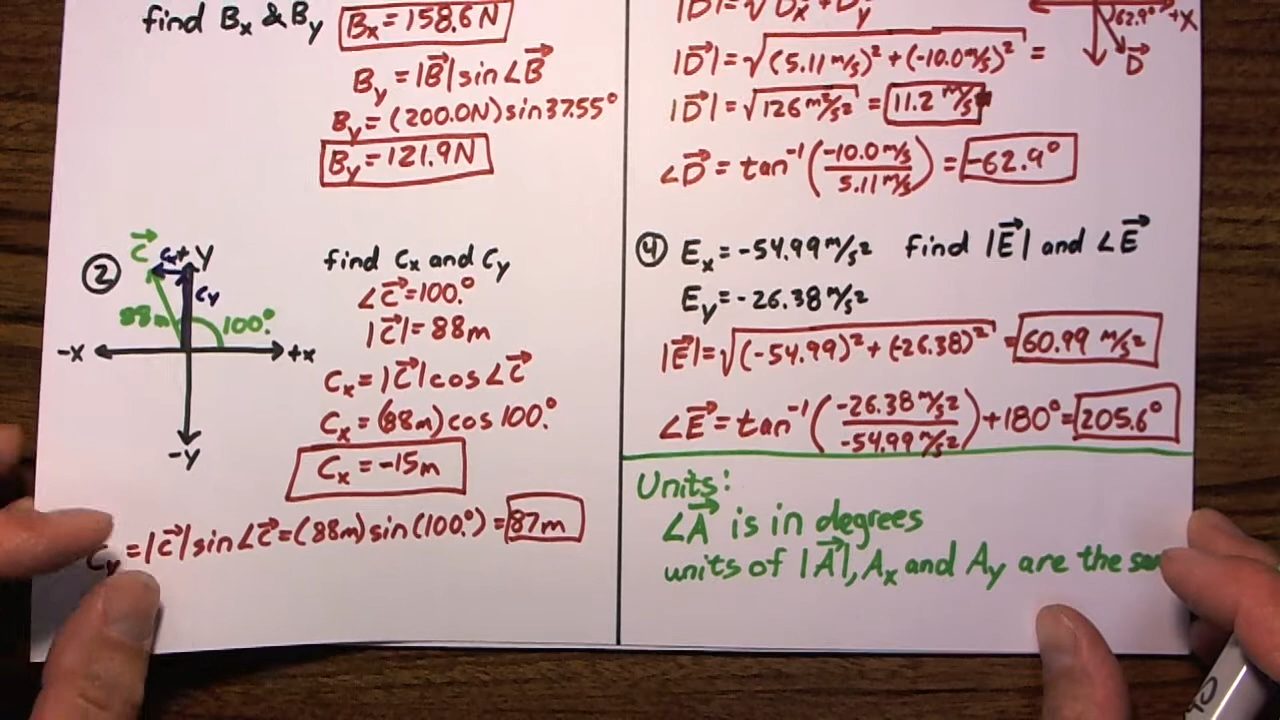 find Bx & By
Bx = 158.6 N
By = |B⃗| sin∠B⃗
By = (200.0N) sin 37.55°
By = 121.9 N
②
C⃗
Cx
+y
Cy
88m
100.°
-x
+x
-y
find Cx and Cy
∠C⃗ = 100.°
|C⃗| = 88m
Cx = |C⃗| cos∠C⃗
Cx = (88m) cos 100.°
Cx = -15m
Cy = |C⃗| sin∠C⃗ = (88m) sin(100.°) = 87m
|D⃗| = √Dx² + Dy²
62.9°
+x
D⃗
|D⃗| = √(5.11 m/s)² + (-10.0 m/s)² =
|D⃗| = √126 m²/s² = 11.2 m/s
∠D⃗ = tan⁻¹(-10.0 m/s / 5.11 m/s) = -62.9°
④ Ex = -54.99 m/s² find |E⃗| and ∠E⃗
Ey = -26.38 m/s²
|E⃗| = √(-54.99)² + (-26.38)² = 60.99 m/s²
∠E⃗ = tan⁻¹(-26.38 m/s² / -54.99 m/s²) + 180° = 205.6°
Units:
∠A⃗ is in degrees
units of |A⃗|, Ax and Ay are the